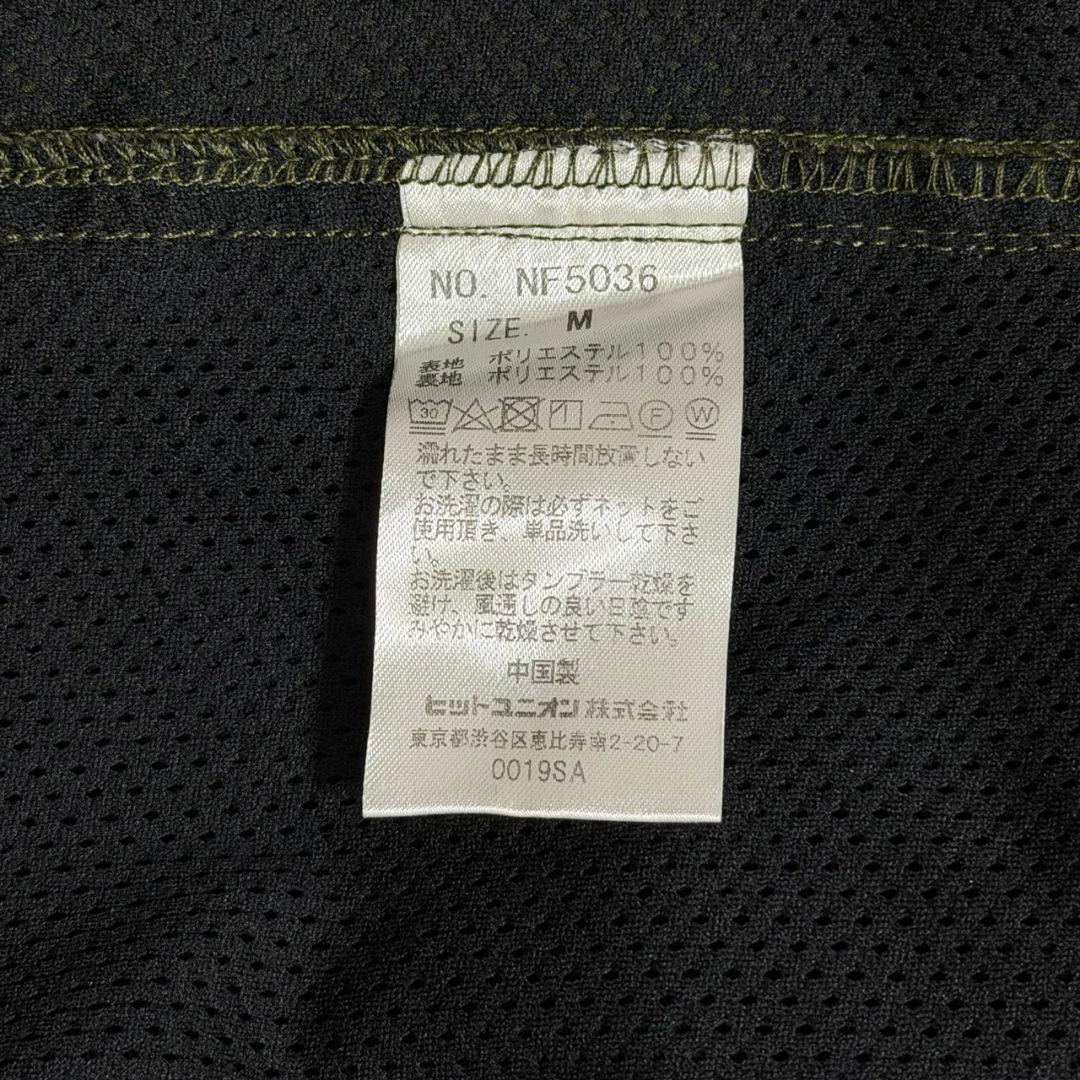 NO. NF5036
SIZE. M
表地 ポリエステル100%
裏地 ポリエステル100%
30 F W
濡れたまま長時間放置しない
で下さい。
お洗濯の際は必ずネットをご
使用頂き、単品洗いして下さ
い。
お洗濯後はタンブラー乾燥を
避け、風通しの良い日陰です
みやかに乾燥させて下さい。
中国製
ヒットユニオン株式会社
東京都渋谷区恵比寿南2-20-7
0019SA